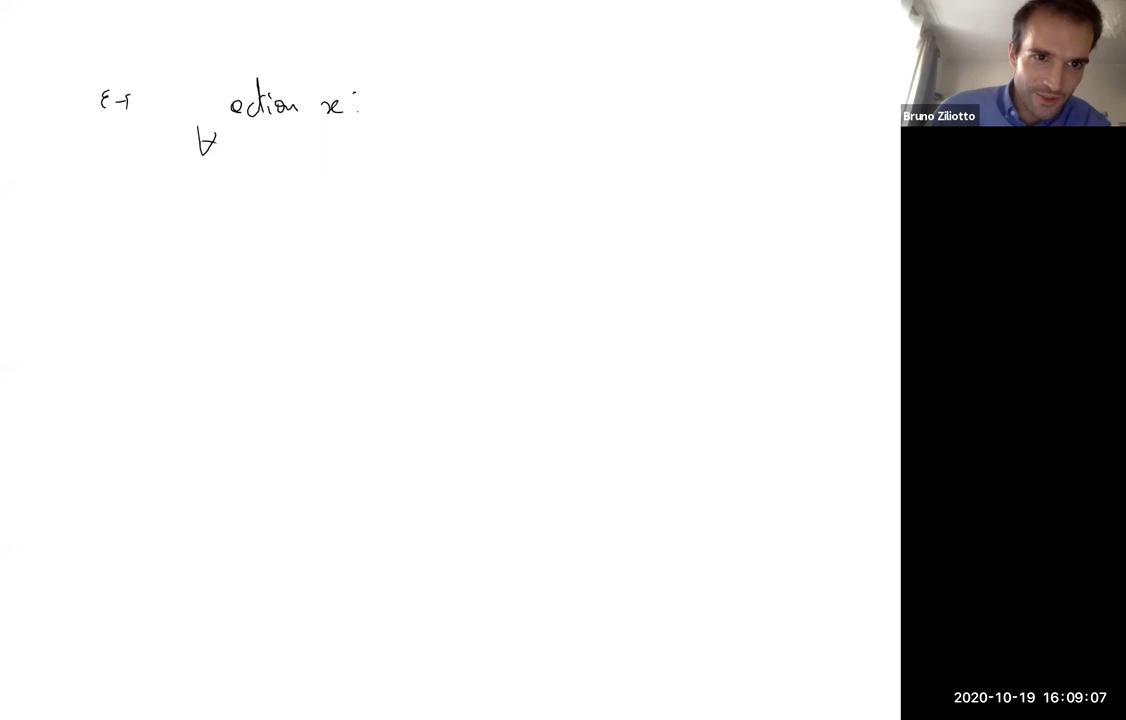 action x:
∀
Bruno Ziliotto
2020-10-19 16:09:07